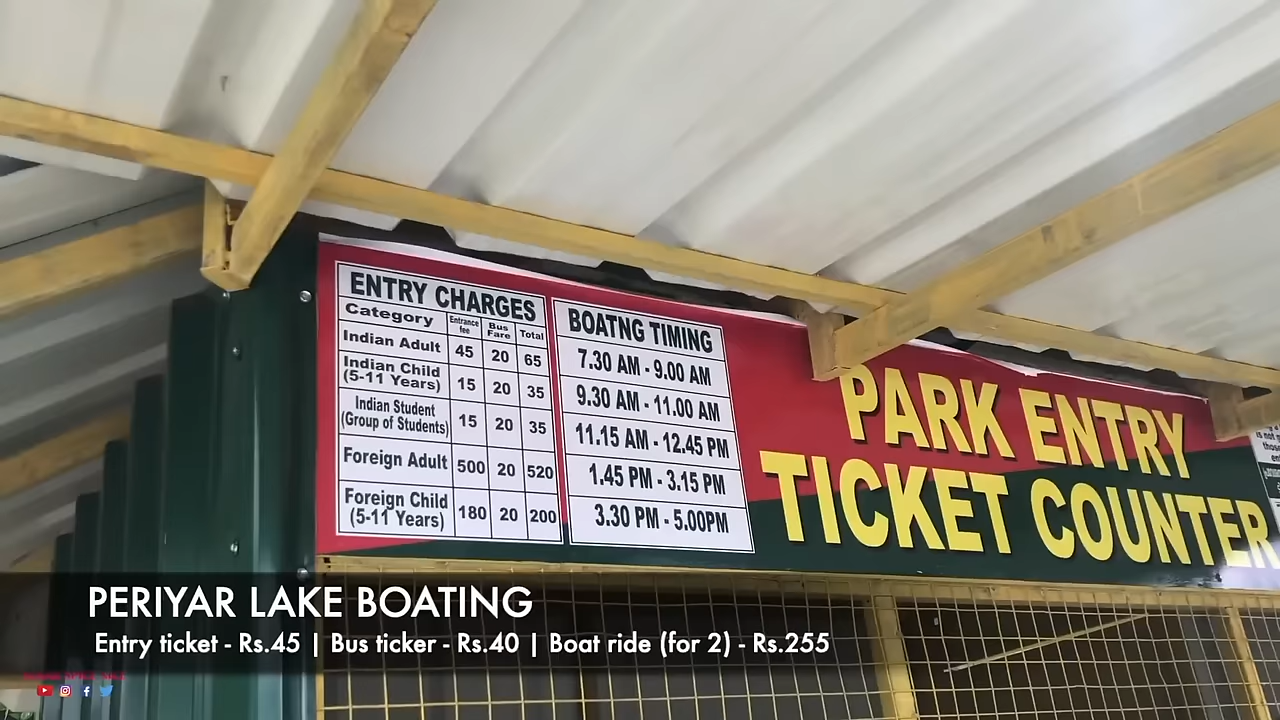 ENTRY CHARGES
Category Entrance fee Bus Fare Total
Indian Adult 45 20 65
Indian Child (5-11 Years) 15 20 35
Indian Student (Group of Students) 15 20 35
Foreign Adult 500 20 520
Foreign Child (5-11 Years) 180 20 200
BOATNG TIMING
7.30 AM - 9.00 AM
9.30 AM - 11.00 AM
11.15 AM - 12.45 PM
1.45 PM - 3.15 PM
3.30 PM - 5.00PM
PARK ENTRY
TICKET COUNTER
PERIYAR LAKE BOATING
Entry ticket - Rs.45 | Bus ticker - Rs.40 | Boat ride (for 2) - Rs.255